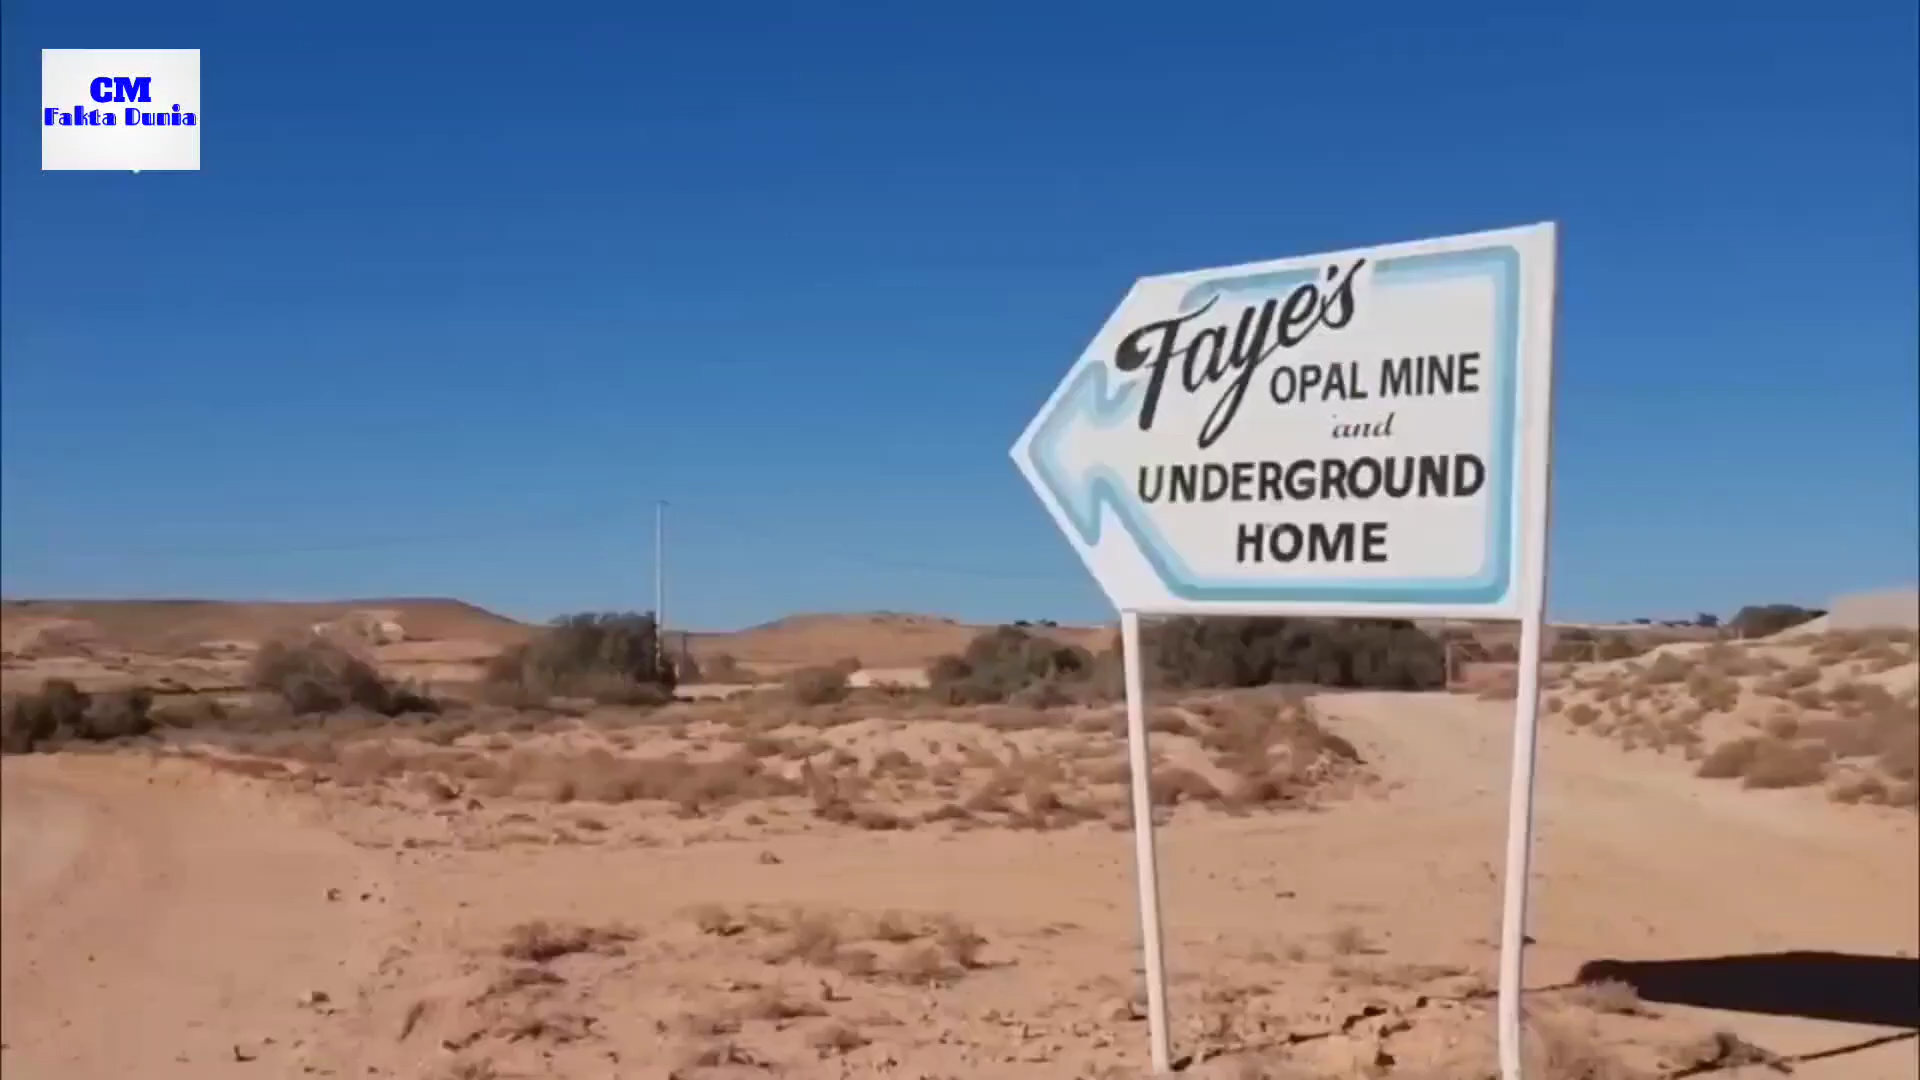 CM
Fakta Dunia
Faye's
OPAL MINE
and
UNDERGROUND
HOME